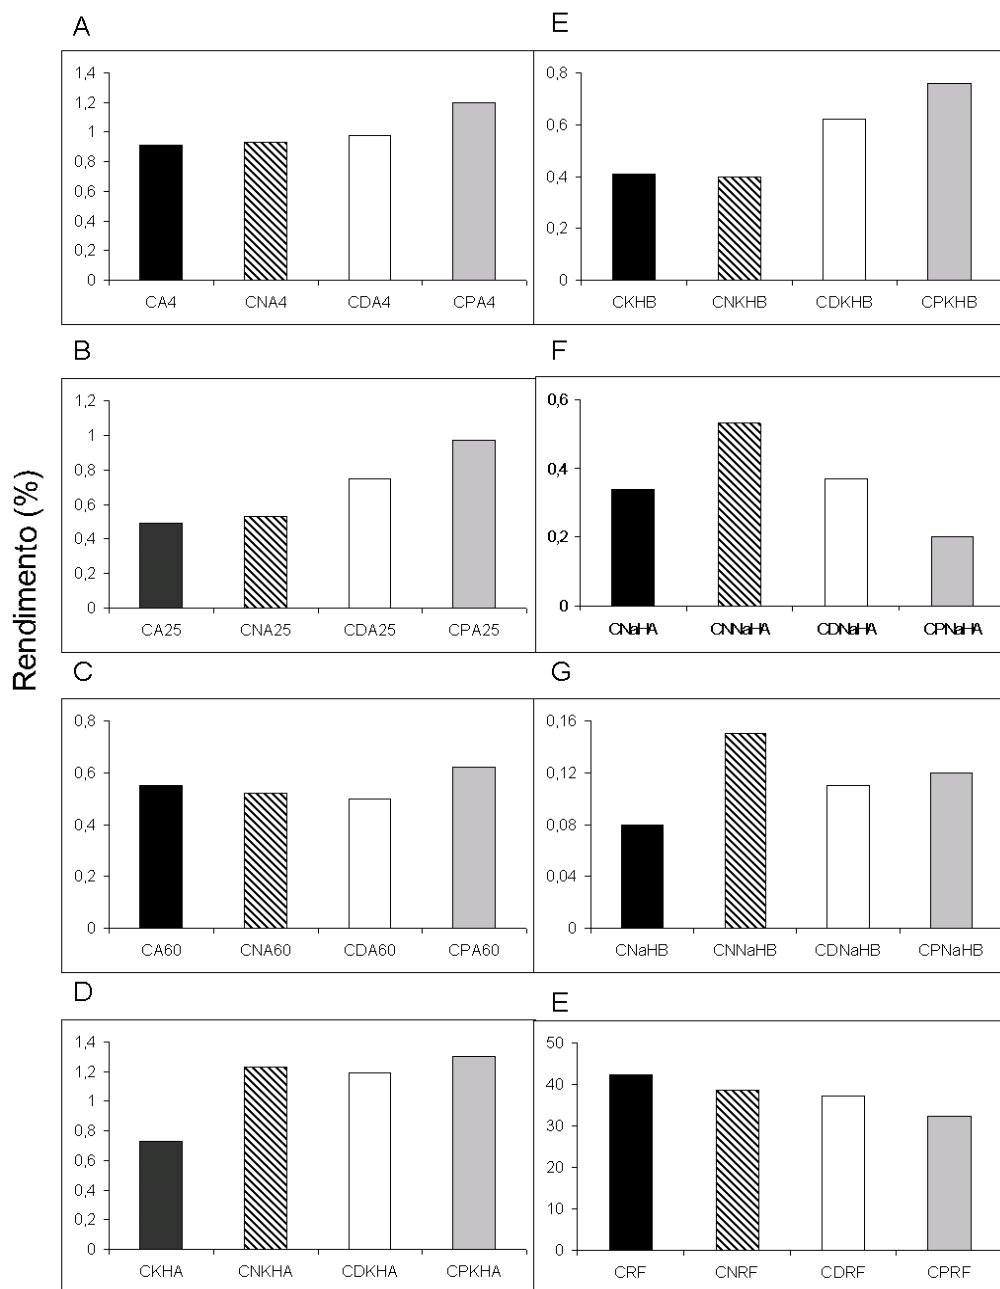 Rendimento (%)
A
1,4
1,2
1
0,8
0,6
0,4
0,2
0
CA4 CNA4 CDA4 CPA4
B
1,2
1
0,8
0,6
0,4
0,2
0
CA25 CNA25 CDA25 CPA25
C
0,8
0,6
0,4
0,2
0
CA60 CNA60 CDA60 CPA60
D
1,4
1,2
1
0,8
0,6
0,4
0,2
0
CKHA CNKHA CDKHA CPKHA
E
0,8
0,6
0,4
0,2
0
CKHB CNKHB CDKHB CPKHB
F
0,6
0,4
0,2
0
CNaHA CNNaHA CDNaHA CPNaHA
G
0,16
0,12
0,08
0,04
0
CNaHB CNNaHB CDNaHB CPNaHB
E
50
40
30
20
10
0
CRF CNRF CDRF CPRF